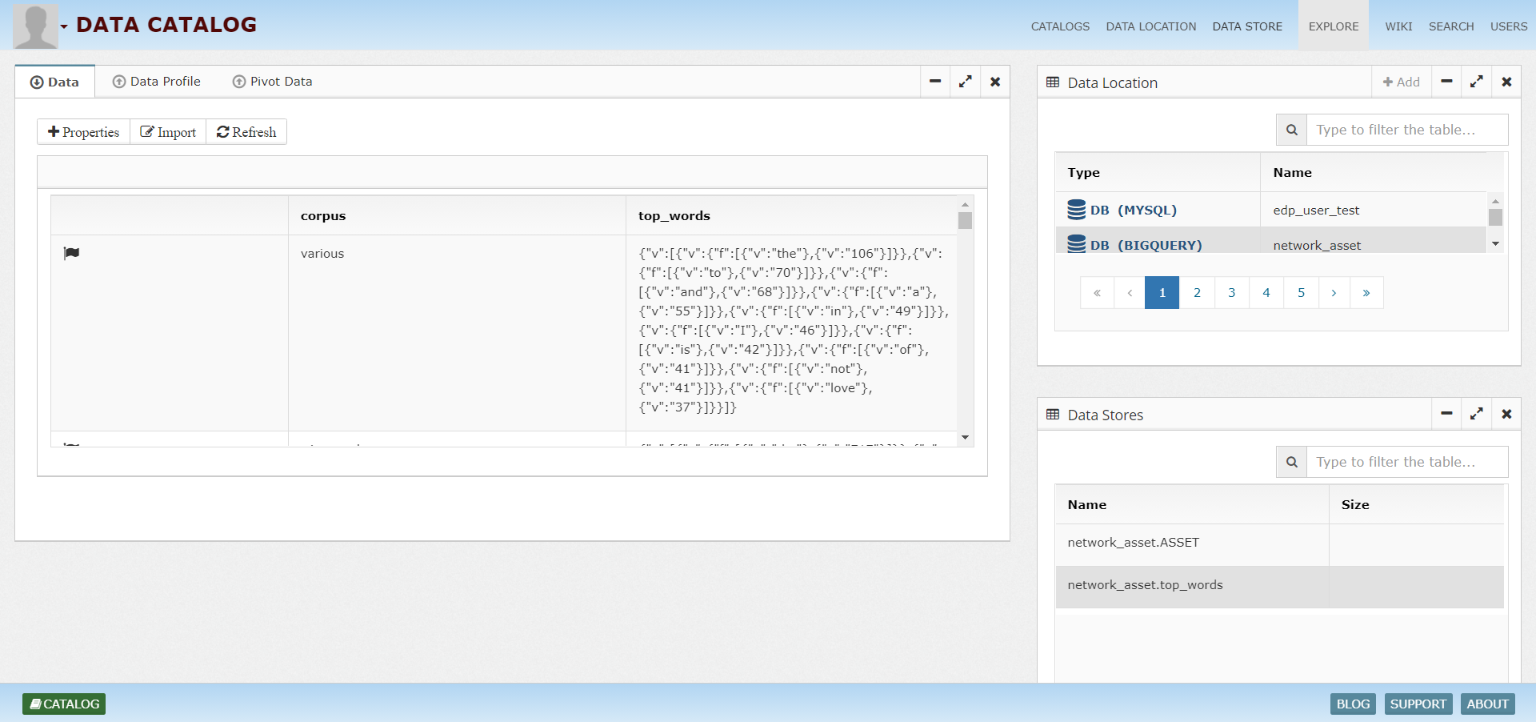 DATA CATALOG
CATALOGS DATA LOCATION DATA STORE EXPLORE WIKI SEARCH USERS
Data Data Profile Pivot Data
Properties Import Refresh
corpus top_words
various
{"v":[{"v":{"f":[{"v":"the"},{"v":"106"}]}},{"v":
{"f":[{"v":"to"},{"v":"70"}]}},{"v":{"f":
[{"v":"and"},{"v":"68"}]}},{"v":{"f":[{"v":"a"},
{"v":"55"}]}},{"v":{"f":[{"v":"in"},{"v":"49"}]}},
{"v":{"f":[{"v":"I"},{"v":"46"}]}},{"v":{"f":
[{"v":"is"},{"v":"42"}]}},{"v":{"f":[{"v":"of"},
{"v":"41"}]}},{"v":{"f":[{"v":"not"},
{"v":"41"}]}},{"v":{"f":[{"v":"love"},
{"v":"37"}]}}]}
Data Location Add
Type to filter the table...
Type Name
DB (MYSQL) edp_user_test
DB (BIGQUERY) network_asset
« ‹ 1 2 3 4 5 › »
Data Stores
Type to filter the table...
Name Size
network_asset.ASSET
network_asset.top_words
CATALOG
BLOG SUPPORT ABOUT